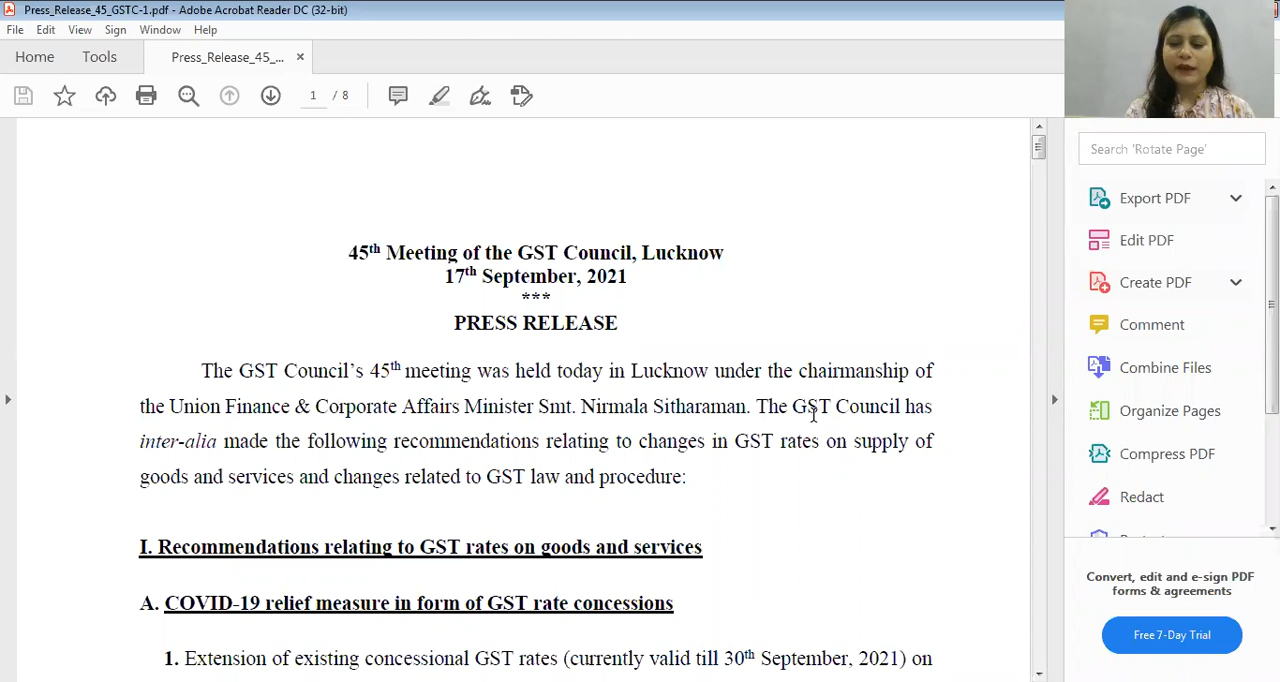 Press_Release_45_GSTC-1.pdf - Adobe Acrobat Reader DC (32-bit)
File Edit View Sign Window Help
Home Tools Press_Release_45_... ×
1 / 8
Search 'Rotate Page'
Export PDF
Edit PDF
Create PDF
Comment
Combine Files
Organize Pages
Compress PDF
Redact
Convert, edit and e-sign PDF
forms & agreements
Free 7-Day Trial
45th Meeting of the GST Council, Lucknow
17th September, 2021
***
PRESS RELEASE
The GST Council's 45th meeting was held today in Lucknow under the chairmanship of
the Union Finance & Corporate Affairs Minister Smt. Nirmala Sitharaman. The GST Council has
inter-alia made the following recommendations relating to changes in GST rates on supply of
goods and services and changes related to GST law and procedure:
I. Recommendations relating to GST rates on goods and services
A. COVID-19 relief measure in form of GST rate concessions
1. Extension of existing concessional GST rates (currently valid till 30th September, 2021) on